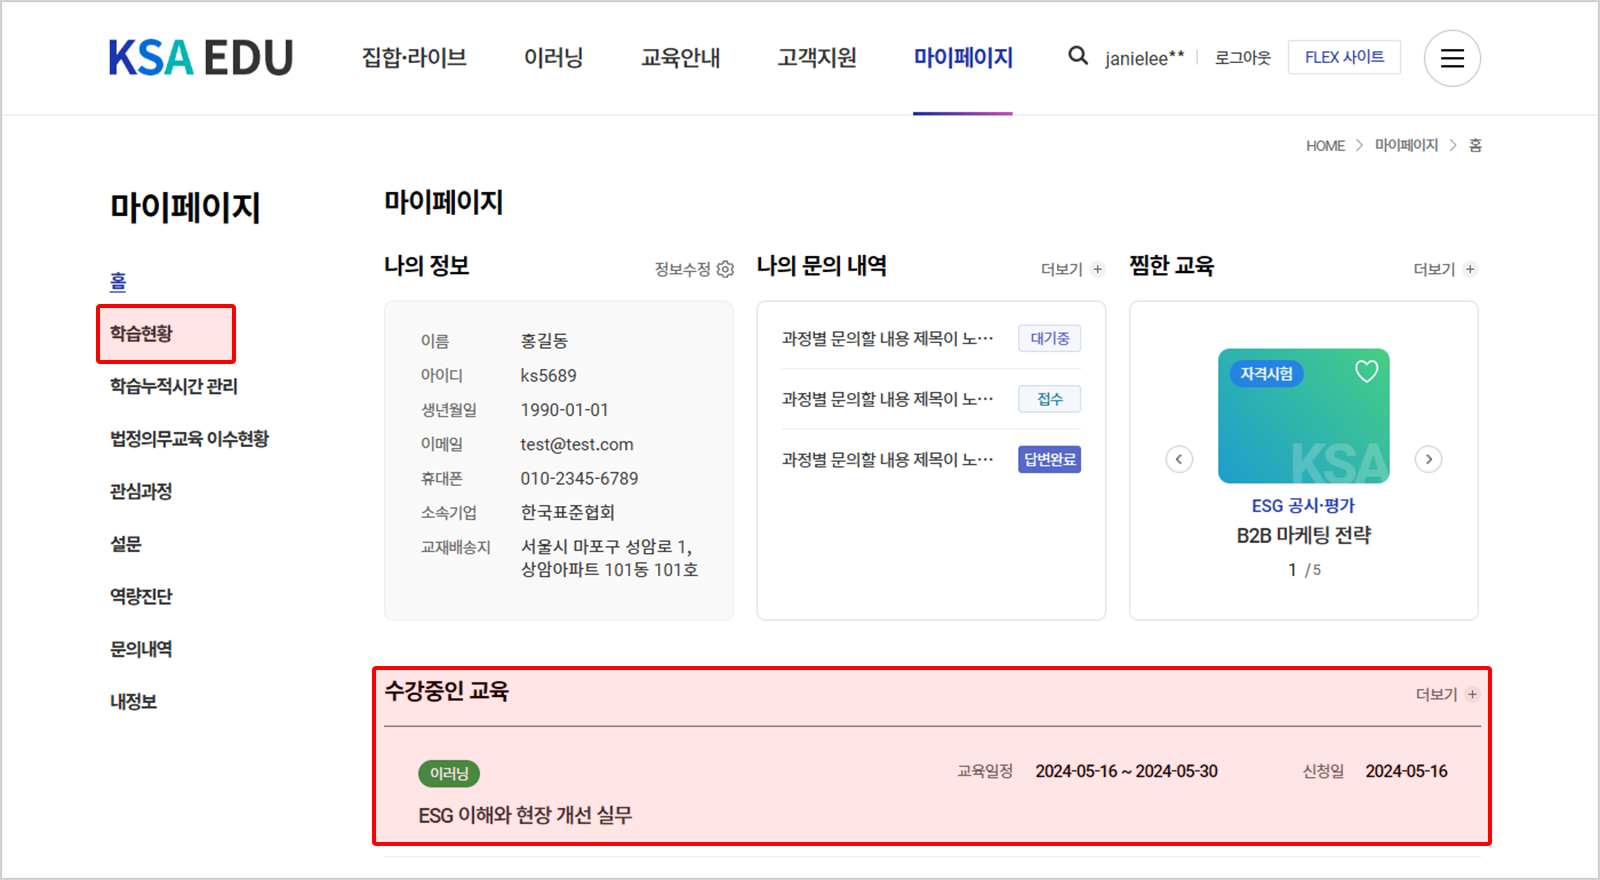 KSA EDU
집합·라이브
이러닝
교육안내
고객지원
마이페이지
janielee**
로그아웃
FLEX 사이트
HOME > 마이페이지 > 홈
마이페이지
홈
학습현황
학습누적시간 관리
법정의무교육 이수현황
관심과정
설문
역량진단
문의내역
내정보
마이페이지
나의 정보
정보수정
이름 홍길동
아이디 ks5689
생년월일 1990-01-01
이메일 test@test.com
휴대폰 010-2345-6789
소속기업 한국표준협회
교재배송지 서울시 마포구 성암로 1,
상암아파트 101동 101호
나의 문의 내역
더보기 +
과정별 문의할 내용 제목이 노… 대기중
과정별 문의할 내용 제목이 노… 접수
과정별 문의할 내용 제목이 노… 답변완료
찜한 교육
더보기 +
자격시험
KSA
ESG 공시·평가
B2B 마케팅 전략
1 / 5
수강중인 교육
더보기 +
이러닝
교육일정 2024-05-16 ~ 2024-05-30 신청일 2024-05-16
ESG 이해와 현장 개선 실무